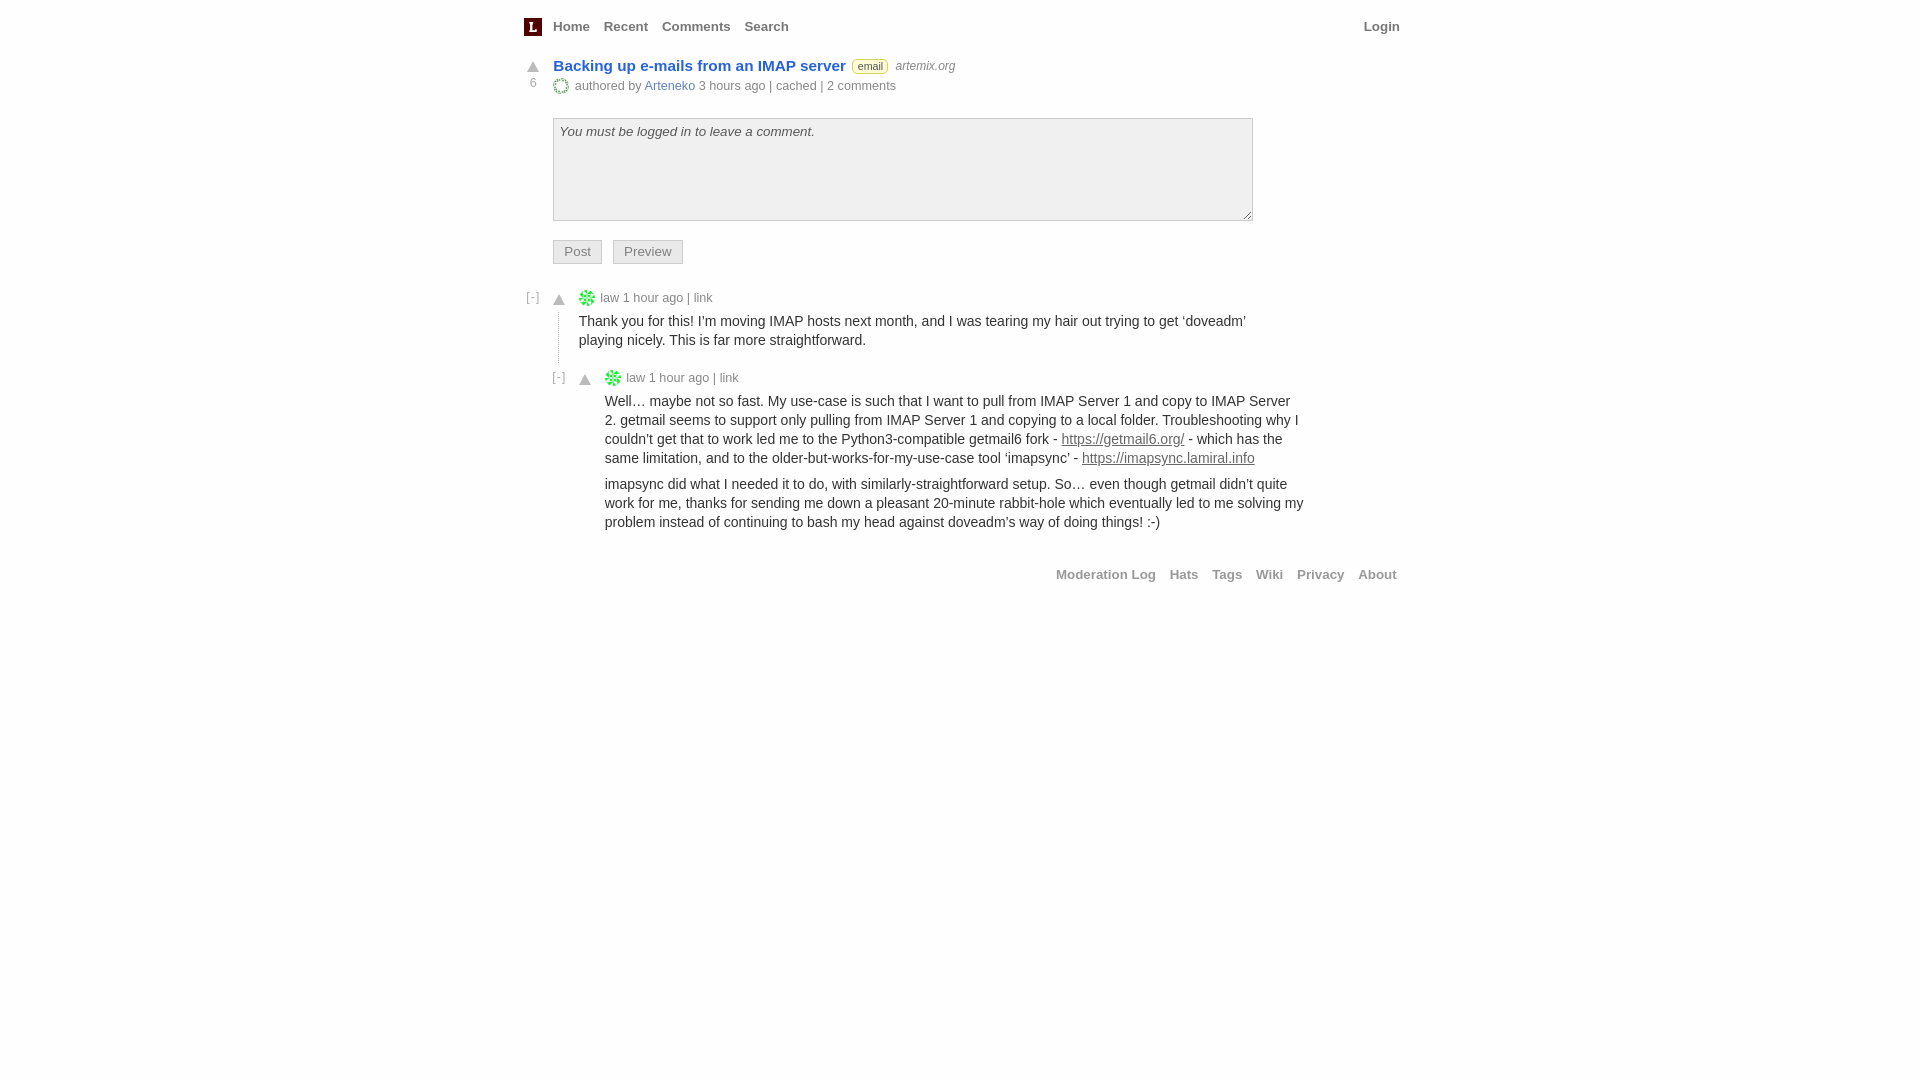 L Home Recent Comments Search Login
Backing up e-mails from an IMAP server email artemix.org
6 authored by Arteneko 3 hours ago | cached | 2 comments
You must be logged in to leave a comment.
Post Preview
[-] law 1 hour ago | link
Thank you for this! I’m moving IMAP hosts next month, and I was tearing my hair out trying to get ‘doveadm’
playing nicely. This is far more straightforward.
[-] law 1 hour ago | link
Well… maybe not so fast. My use-case is such that I want to pull from IMAP Server 1 and copy to IMAP Server
2. getmail seems to support only pulling from IMAP Server 1 and copying to a local folder. Troubleshooting why I
couldn’t get that to work led me to the Python3-compatible getmail6 fork - https://getmail6.org/ - which has the
same limitation, and to the older-but-works-for-my-use-case tool ‘imapsync’ - https://imapsync.lamiral.info
imapsync did what I needed it to do, with similarly-straightforward setup. So… even though getmail didn’t quite
work for me, thanks for sending me down a pleasant 20-minute rabbit-hole which eventually led to me solving my
problem instead of continuing to bash my head against doveadm’s way of doing things! :-)
Moderation Log Hats Tags Wiki Privacy About